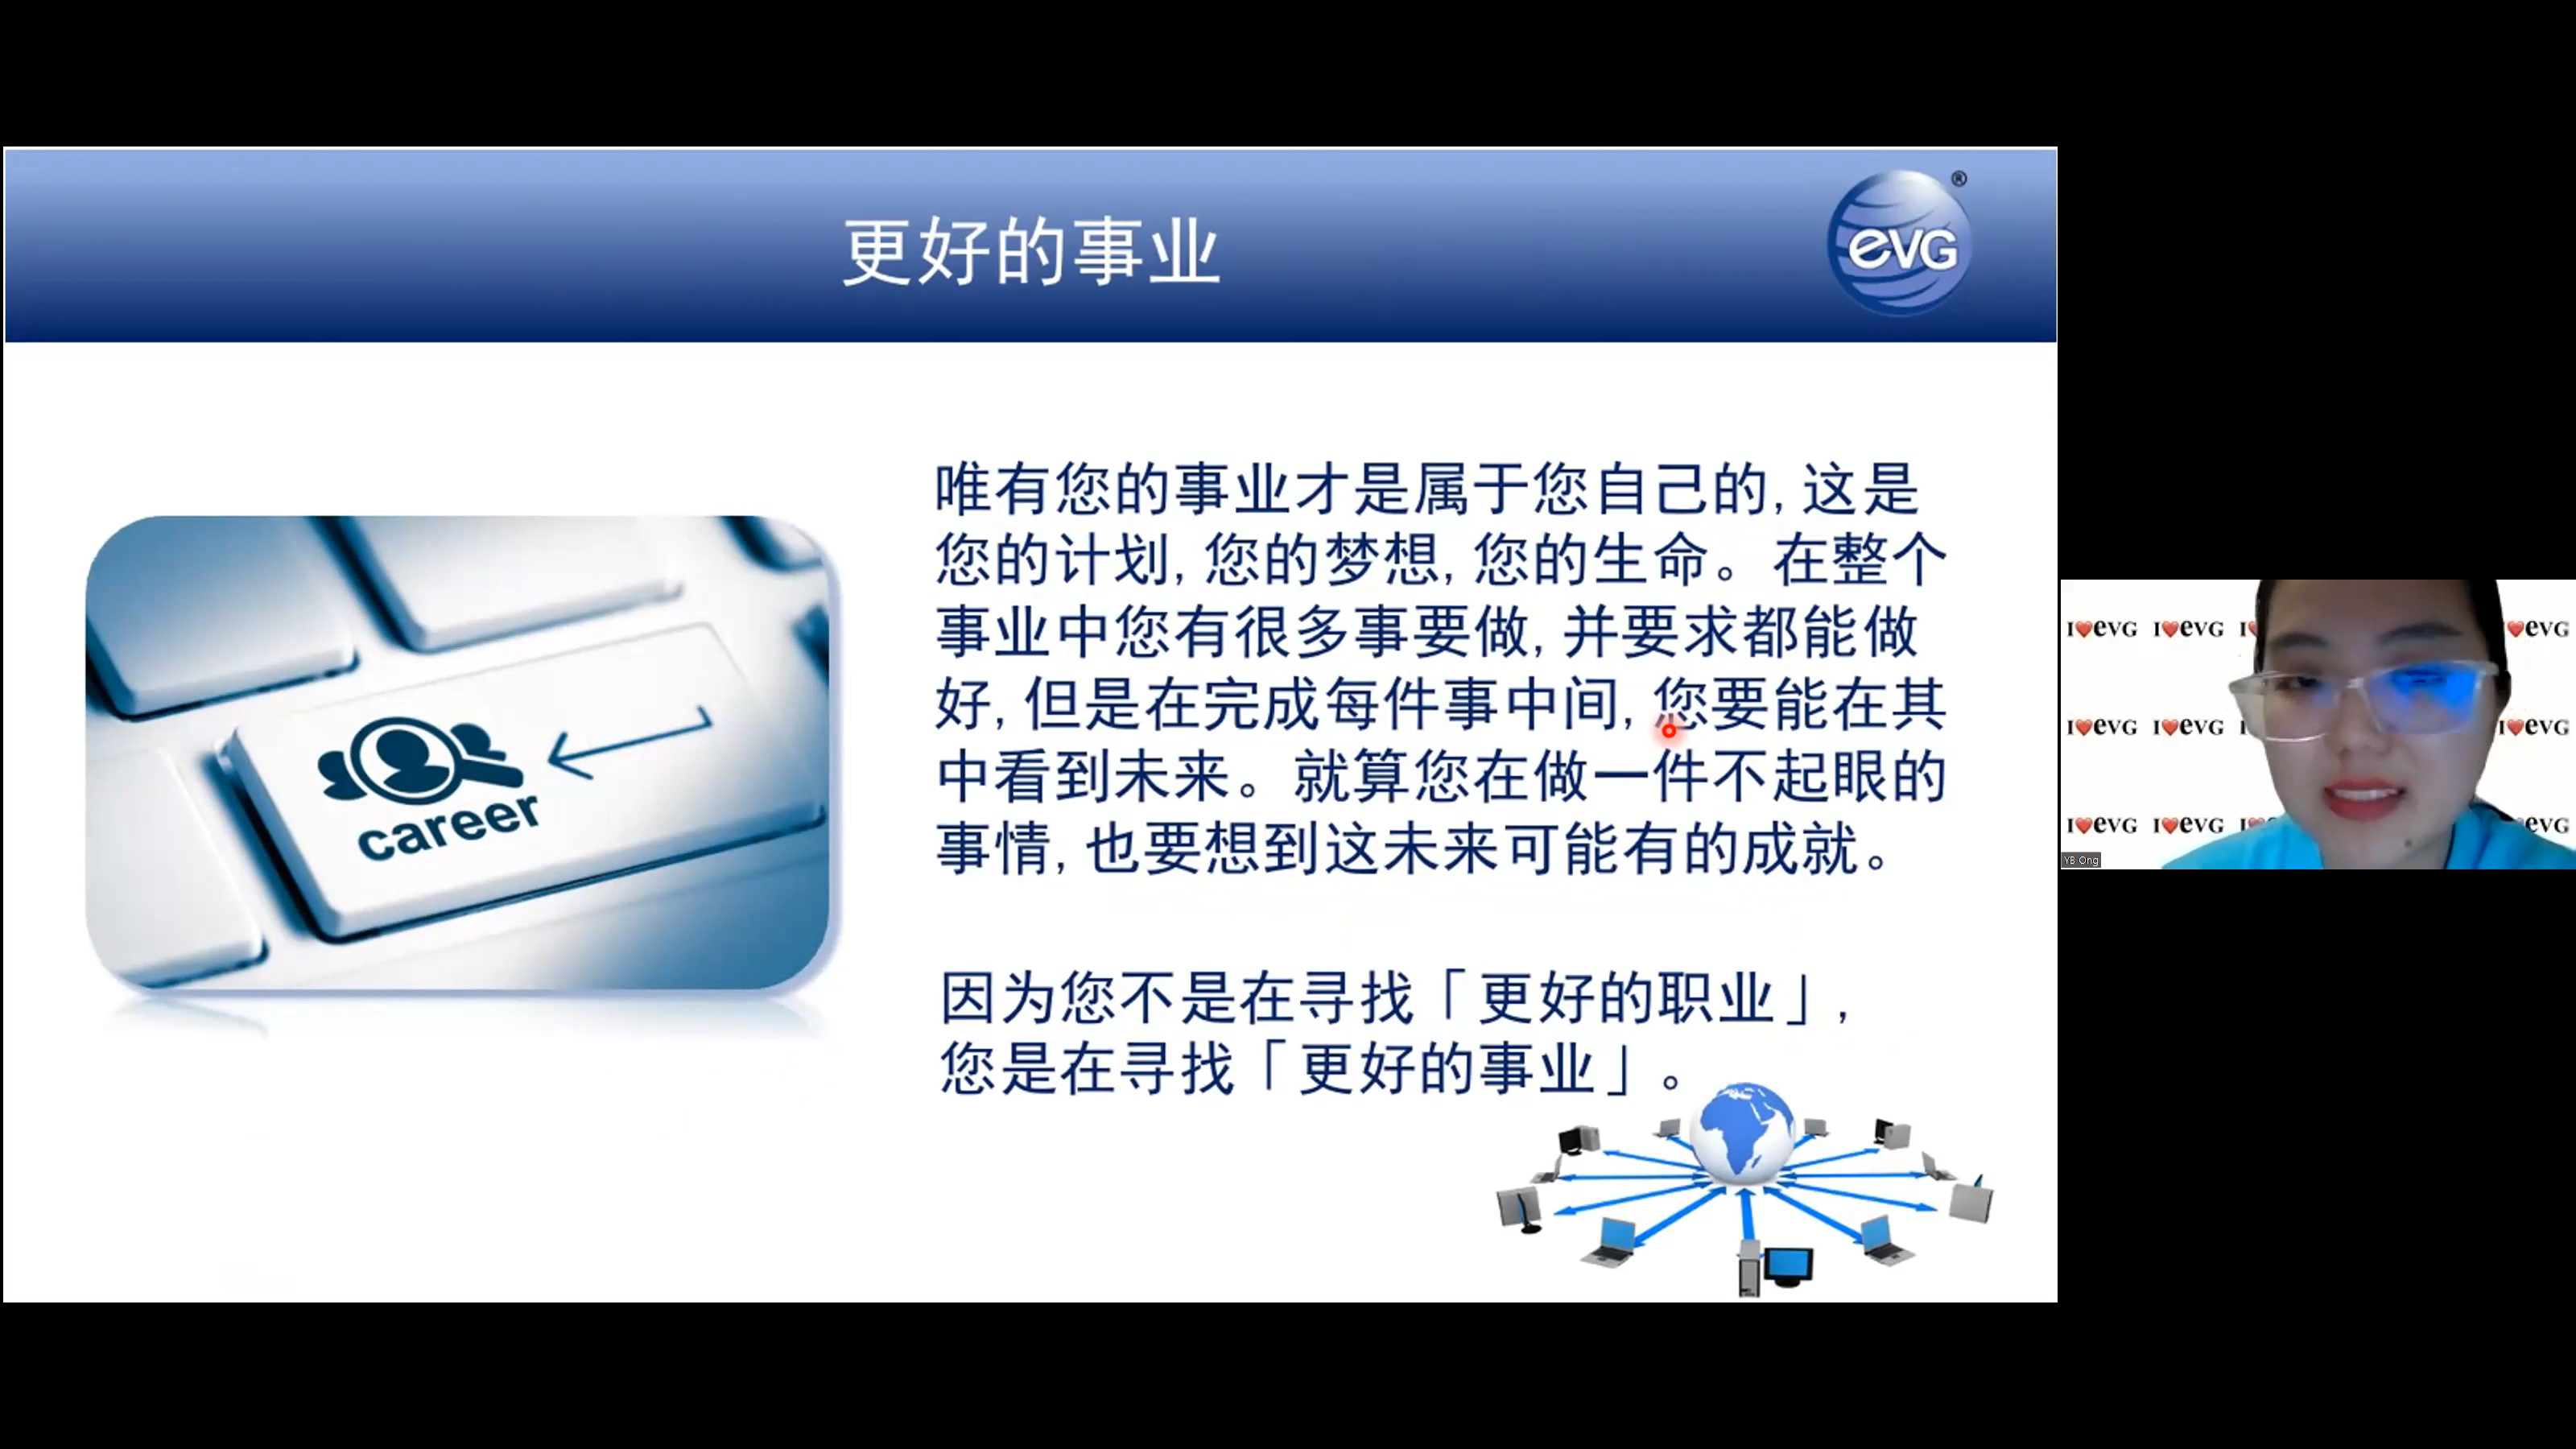 更好的事业
evG
®
唯有您的事业才是属于您自己的, 这是
您的计划, 您的梦想, 您的生命。在整个
事业中您有很多事要做, 并要求都能做
好, 但是在完成每件事中间, 您要能在其
中看到未来。就算您在做一件不起眼的
事情, 也要想到这未来可能有的成就。
因为您不是在寻找「更好的职业」,
您是在寻找「更好的事业」。
career
I❤evG I❤evG I❤ ❤evG
I❤evG I❤evG I I❤evG
I❤evG I❤evG I❤ evG
YB Ong